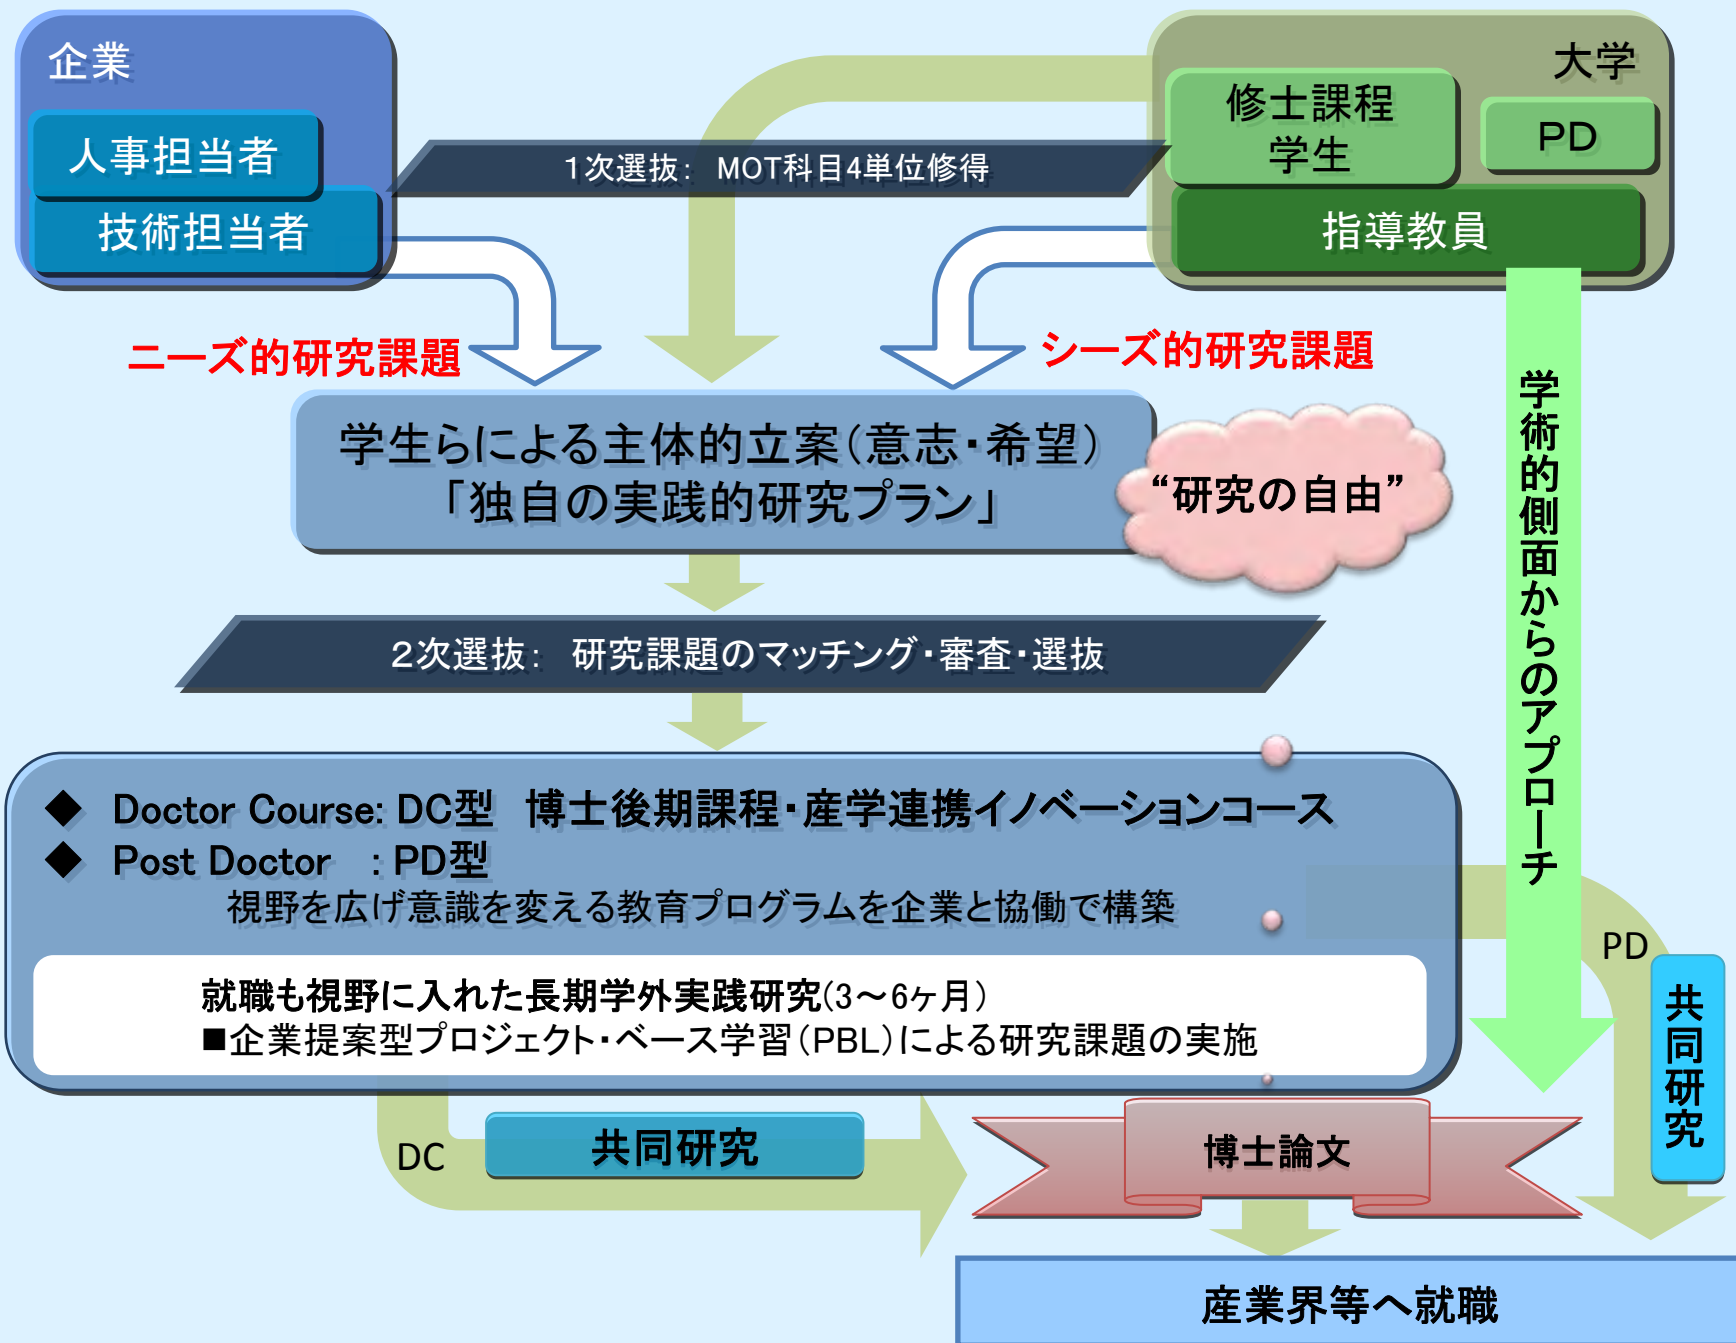 企業
人事担当者
技術担当者
大学
修士課程
学生
PD
指導教員
1次選抜： MOT科目4単位修得
ニーズ的研究課題
シーズ的研究課題
学生らによる主体的立案（意志・希望）
「独自の実践的研究プラン」
“研究の自由”
学術的側面からのアプローチ
2次選抜： 研究課題のマッチング・審査・選抜
◆ Doctor Course: DC型 博士後期課程・産学連携イノベーションコース
◆ Post Doctor : PD型
視野を広げ意識を変える教育プログラムを企業と協働で構築
就職も視野に入れた長期学外実践研究(3～6ヶ月)
■企業提案型プロジェクト・ベース学習（PBL）による研究課題の実施
PD
共同研究
DC
共同研究
博士論文
産業界等へ就職